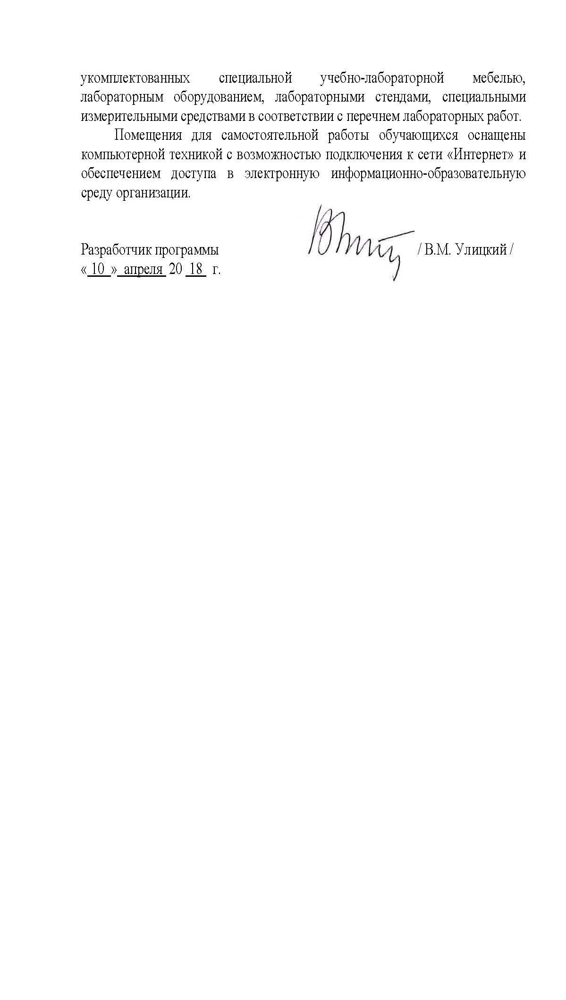 укомплектованных специальной учебно-лабораторной мебелью,
лабораторным оборудованием, лабораторными стендами, специальными
измерительными средствами в соответствии с перечнем лабораторных работ.
Помещения для самостоятельной работы обучающихся оснащены
компьютерной техникой с возможностью подключения к сети «Интернет» и
обеспечением доступа в электронную информационно-образовательную
среду организации.
Разработчик программы / В.М. Улицкий /
« 10 » апреля 20 18 г.